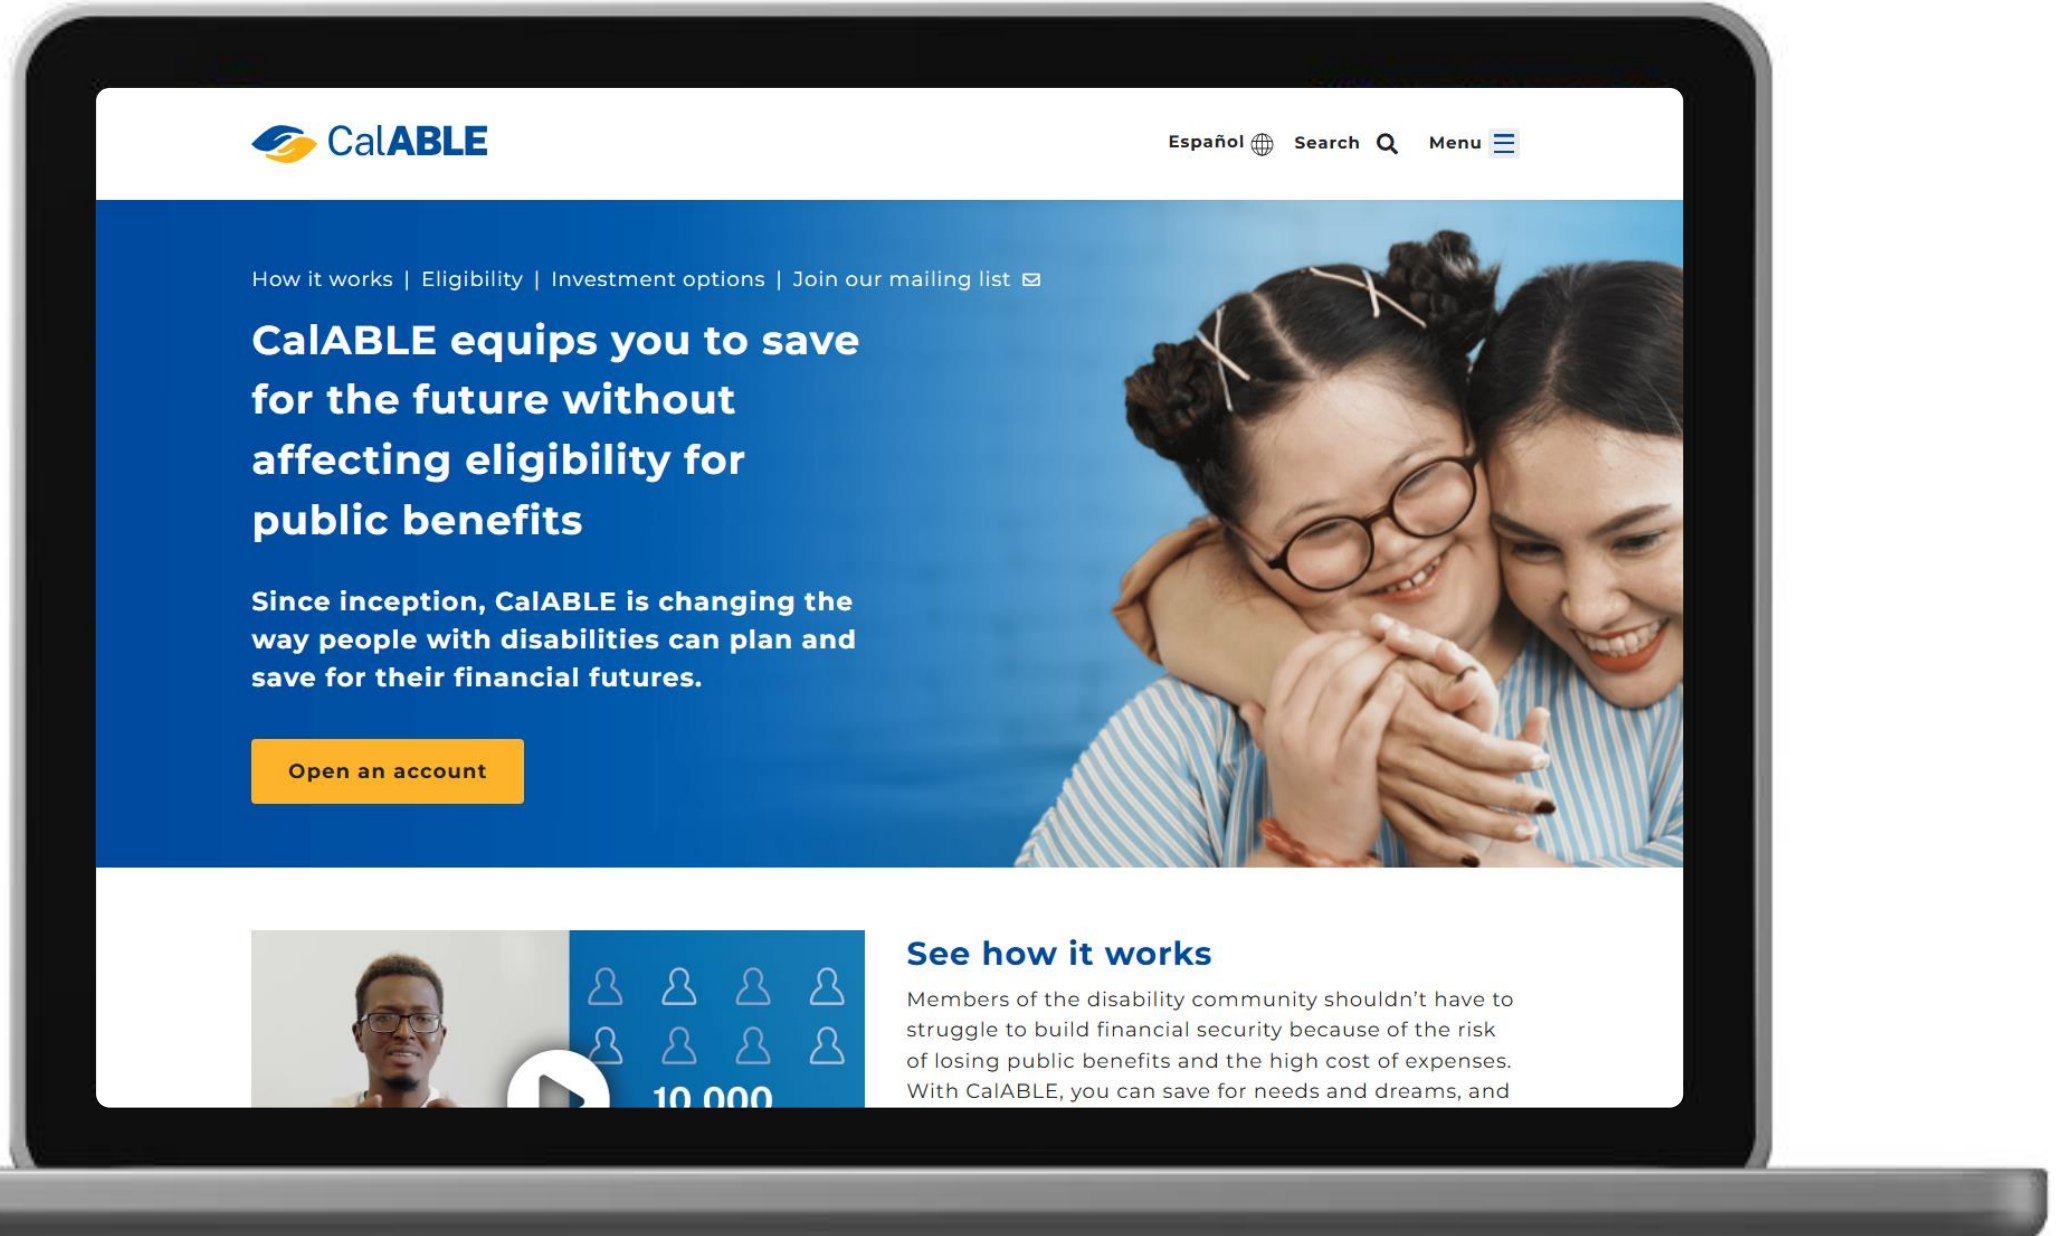 CalABLE
Español Search Menu
How it works | Eligibility | Investment options | Join our mailing list
CalABLE equips you to save
for the future without
affecting eligibility for
public benefits
Since inception, CalABLE is changing the
way people with disabilities can plan and
save for their financial futures.
Open an account
See how it works
Members of the disability community shouldn’t have to
struggle to build financial security because of the risk
of losing public benefits and the high cost of expenses.
With CalABLE, you can save for needs and dreams, and
10,000